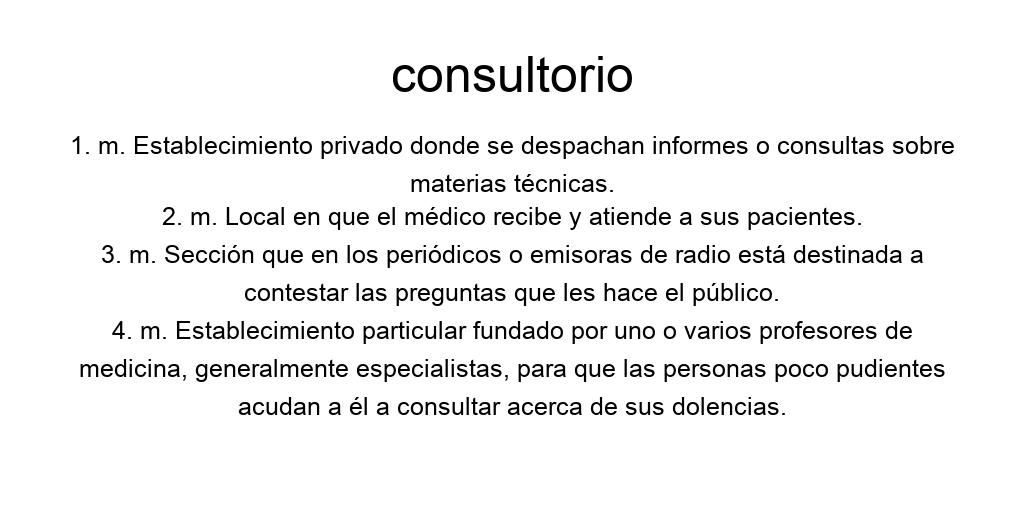 consultorio
1. m. Establecimiento privado donde se despachan informes o consultas sobre
materias técnicas.
2. m. Local en que el médico recibe y atiende a sus pacientes.
3. m. Sección que en los periódicos o emisoras de radio está destinada a
contestar las preguntas que les hace el público.
4. m. Establecimiento particular fundado por uno o varios profesores de
medicina, generalmente especialistas, para que las personas poco pudientes
acudan a él a consultar acerca de sus dolencias.